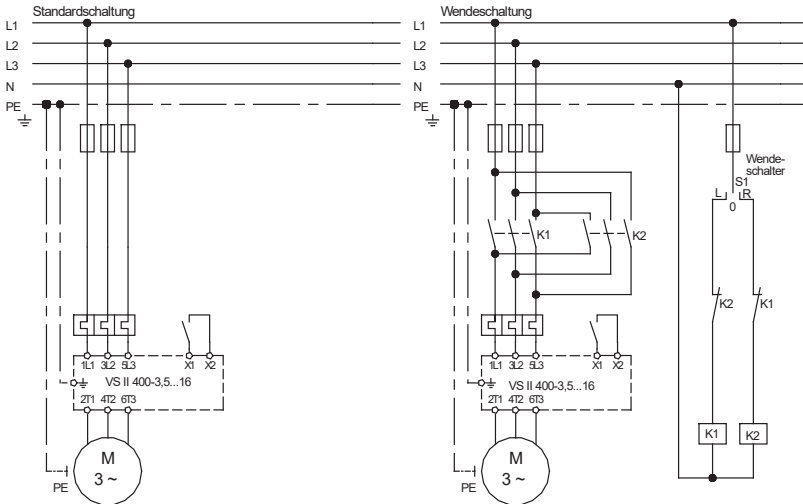 Standardschaltung
L1
L2
L3
N
PE
1L1 3L2 5L3 X1 X2
VS II 400-3,5...16
2T1 4T2 6T3
M
3 ~
PE
Wendeschaltung
L1
L2
L3
N
PE
Wende-
schalter
S1
L R
0
K1 K2
K2 K1
1L1 3L2 5L3 X1 X2
VS II 400-3,5...16
2T1 4T2 6T3
K1 K2
M
3 ~
PE